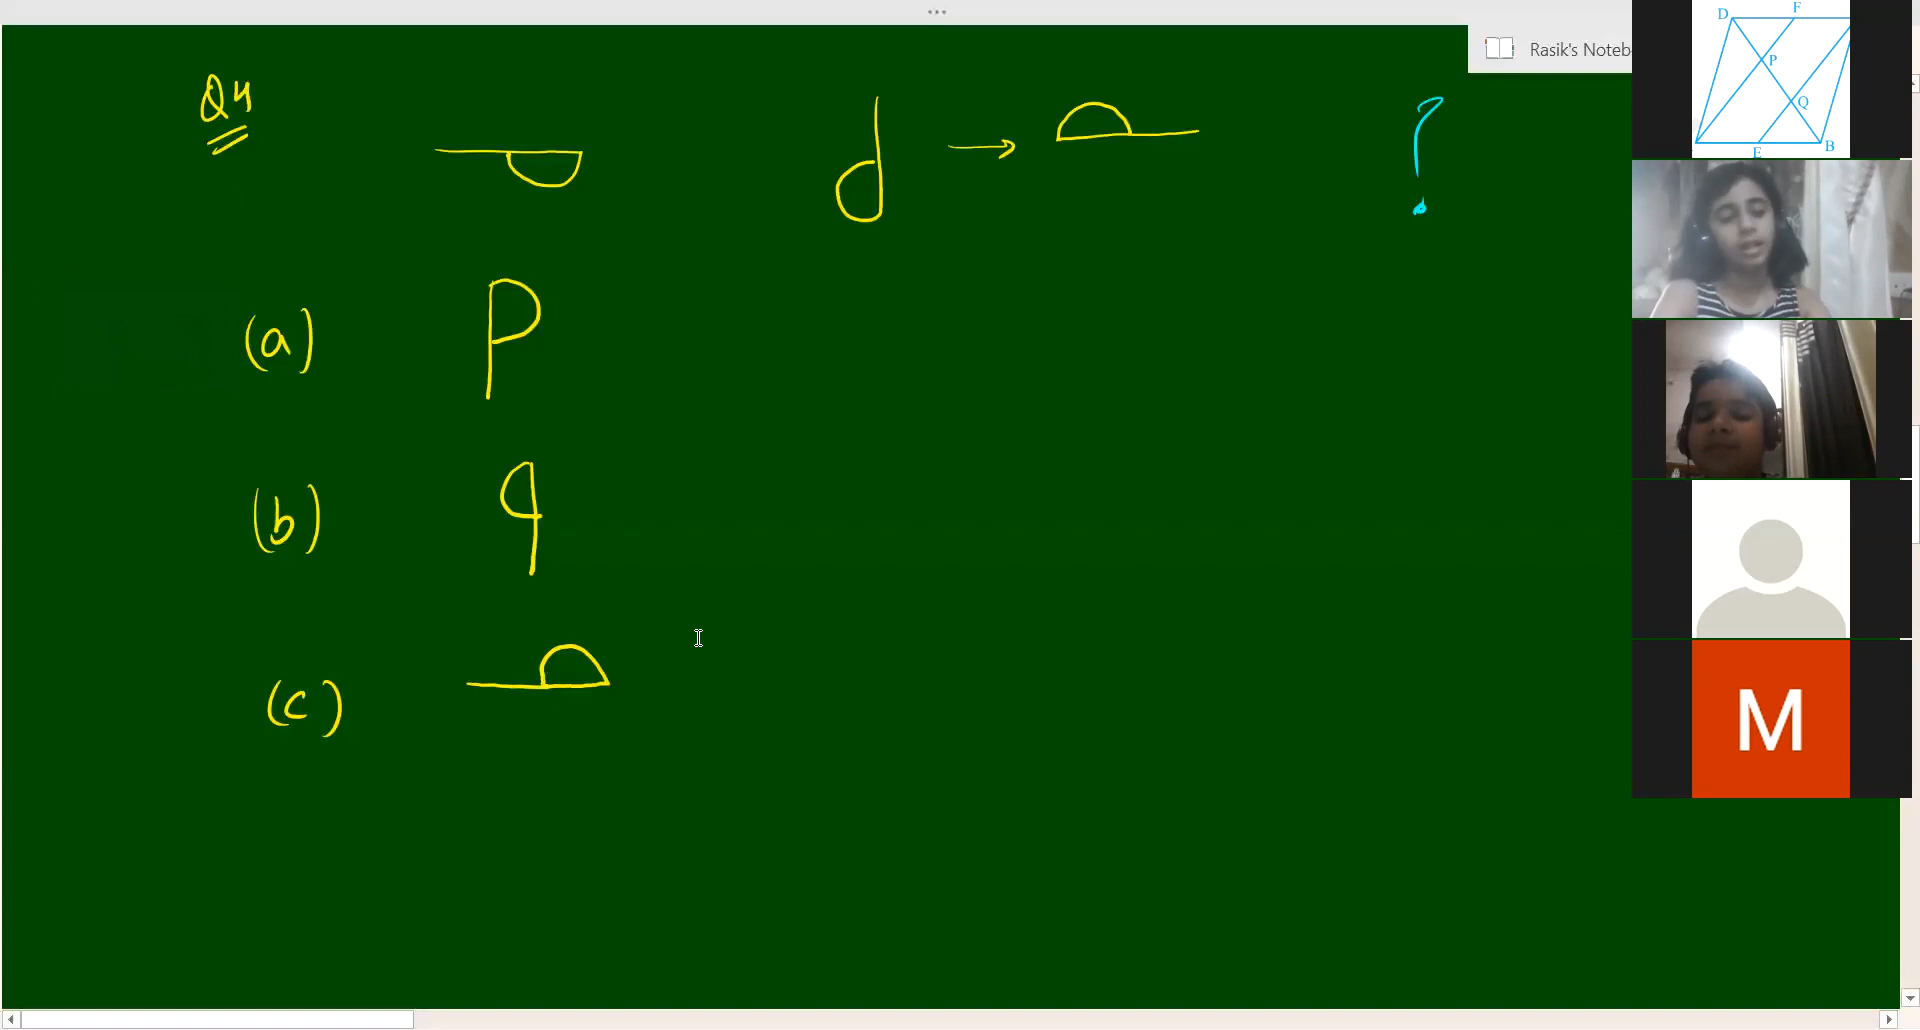 ...
Rasik's Noteb
Q4
d → ?
(a) P
(b) q
(c)
D F
P
Q
E B
M